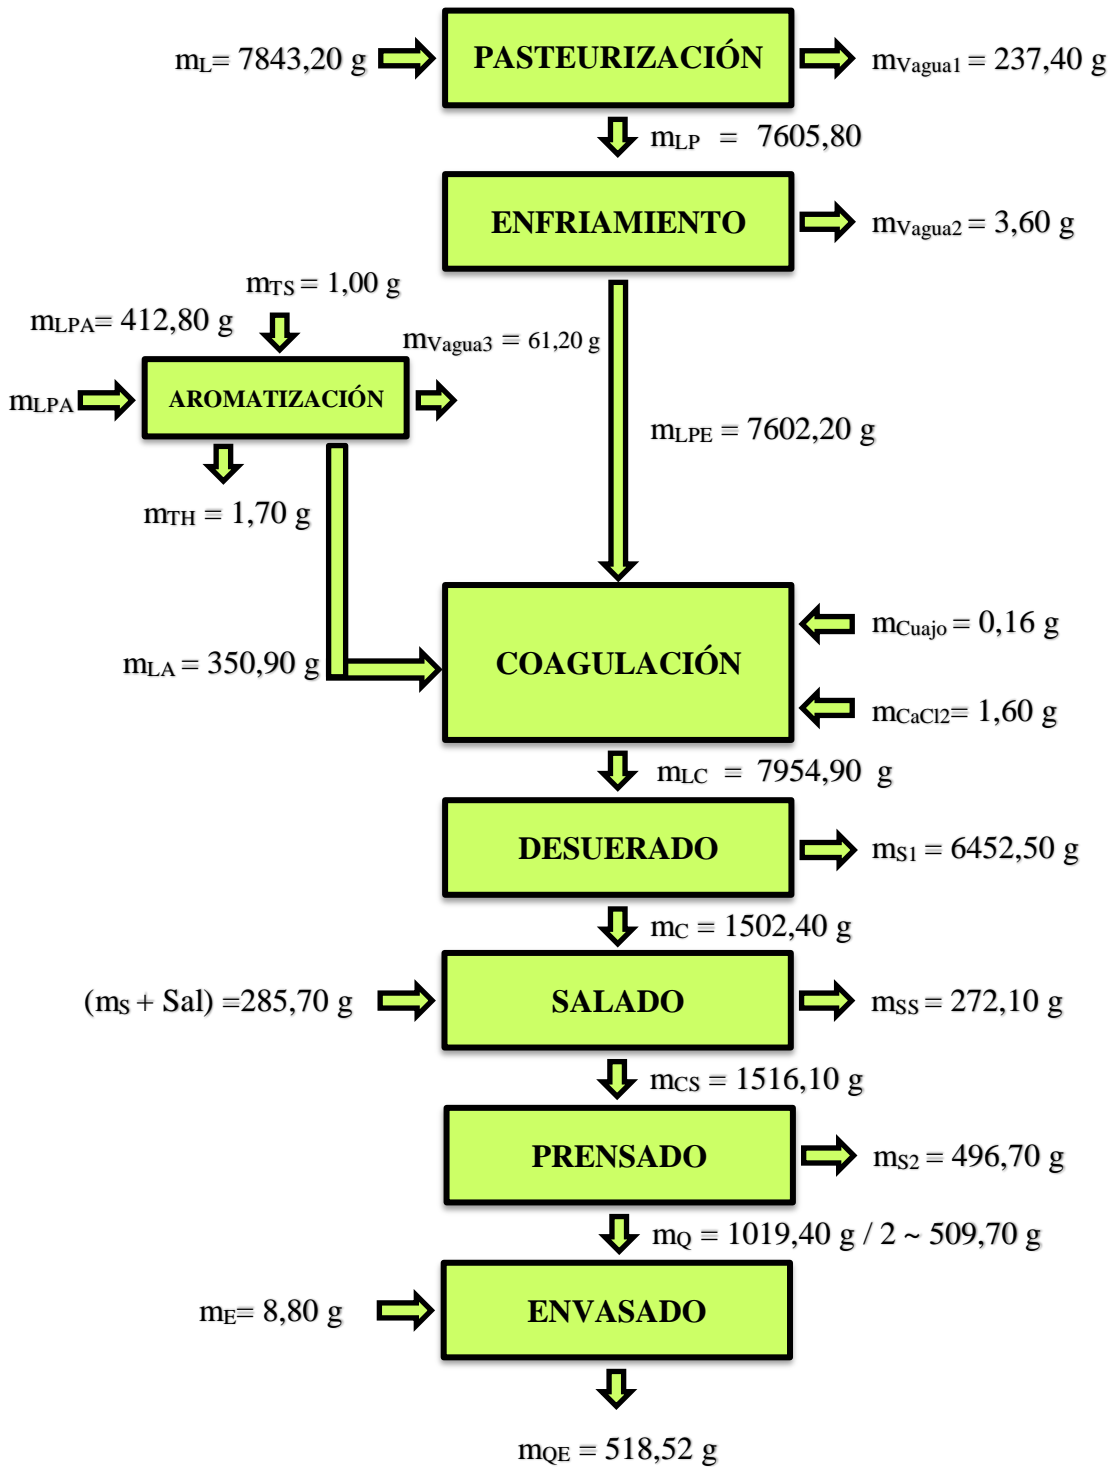 mL= 7843,20 g
PASTEURIZACIÓN
mVagua1 = 237,40 g
mLP = 7605,80
ENFRIAMIENTO
mVagua2 = 3,60 g
mTS = 1,00 g
mLPA= 412,80 g
mVagua3 = 61,20 g
mLPA
AROMATIZACIÓN
mLPE = 7602,20 g
mTH = 1,70 g
mCuajo = 0,16 g
mLA = 350,90 g
COAGULACIÓN
mCaCl2= 1,60 g
mLC = 7954,90 g
DESUERADO
mS1 = 6452,50 g
mC = 1502,40 g
(mS + Sal) =285,70 g
SALADO
mSS = 272,10 g
mCS = 1516,10 g
PRENSADO
mS2 = 496,70 g
mQ = 1019,40 g / 2 ~ 509,70 g
mE= 8,80 g
ENVASADO
mQE = 518,52 g